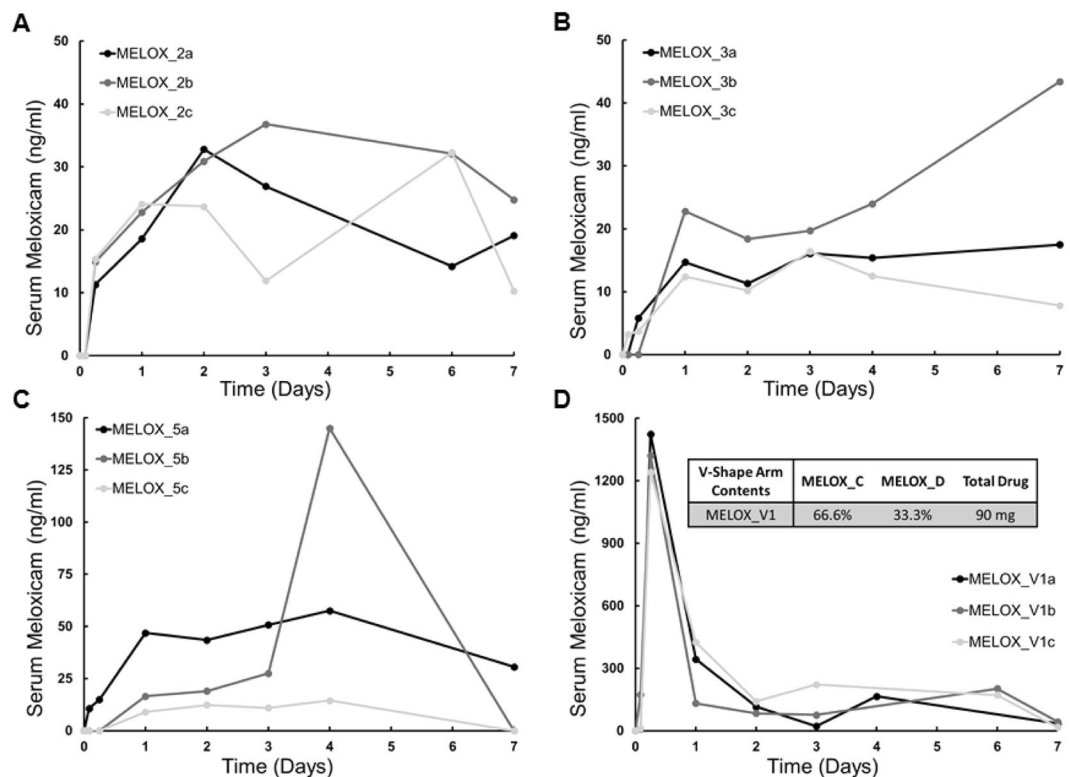 A
50
40
30
20
10
0
Serum Meloxicam (ng/ml)
MELOX_2a
MELOX_2b
MELOX_2c
0 1 2 3 4 5 6 7
Time (Days)
B
50
40
30
20
10
0
Serum Meloxicam (ng/ml)
MELOX_3a
MELOX_3b
MELOX_3c
0 1 2 3 4 5 6 7
Time (Days)
C
150
125
100
75
50
25
0
Serum Meloxicam (ng/ml)
MELOX_5a
MELOX_5b
MELOX_5c
0 1 2 3 4 5 6 7
Time (Days)
D
1500
1200
900
600
300
0
Serum Meloxicam (ng/ml)
V-Shape Arm
Contents MELOX_C MELOX_D Total Drug
MELOX_V1 66.6% 33.3% 90 mg
MELOX_V1a
MELOX_V1b
MELOX_V1c
0 1 2 3 4 5 6 7
Time (Days)